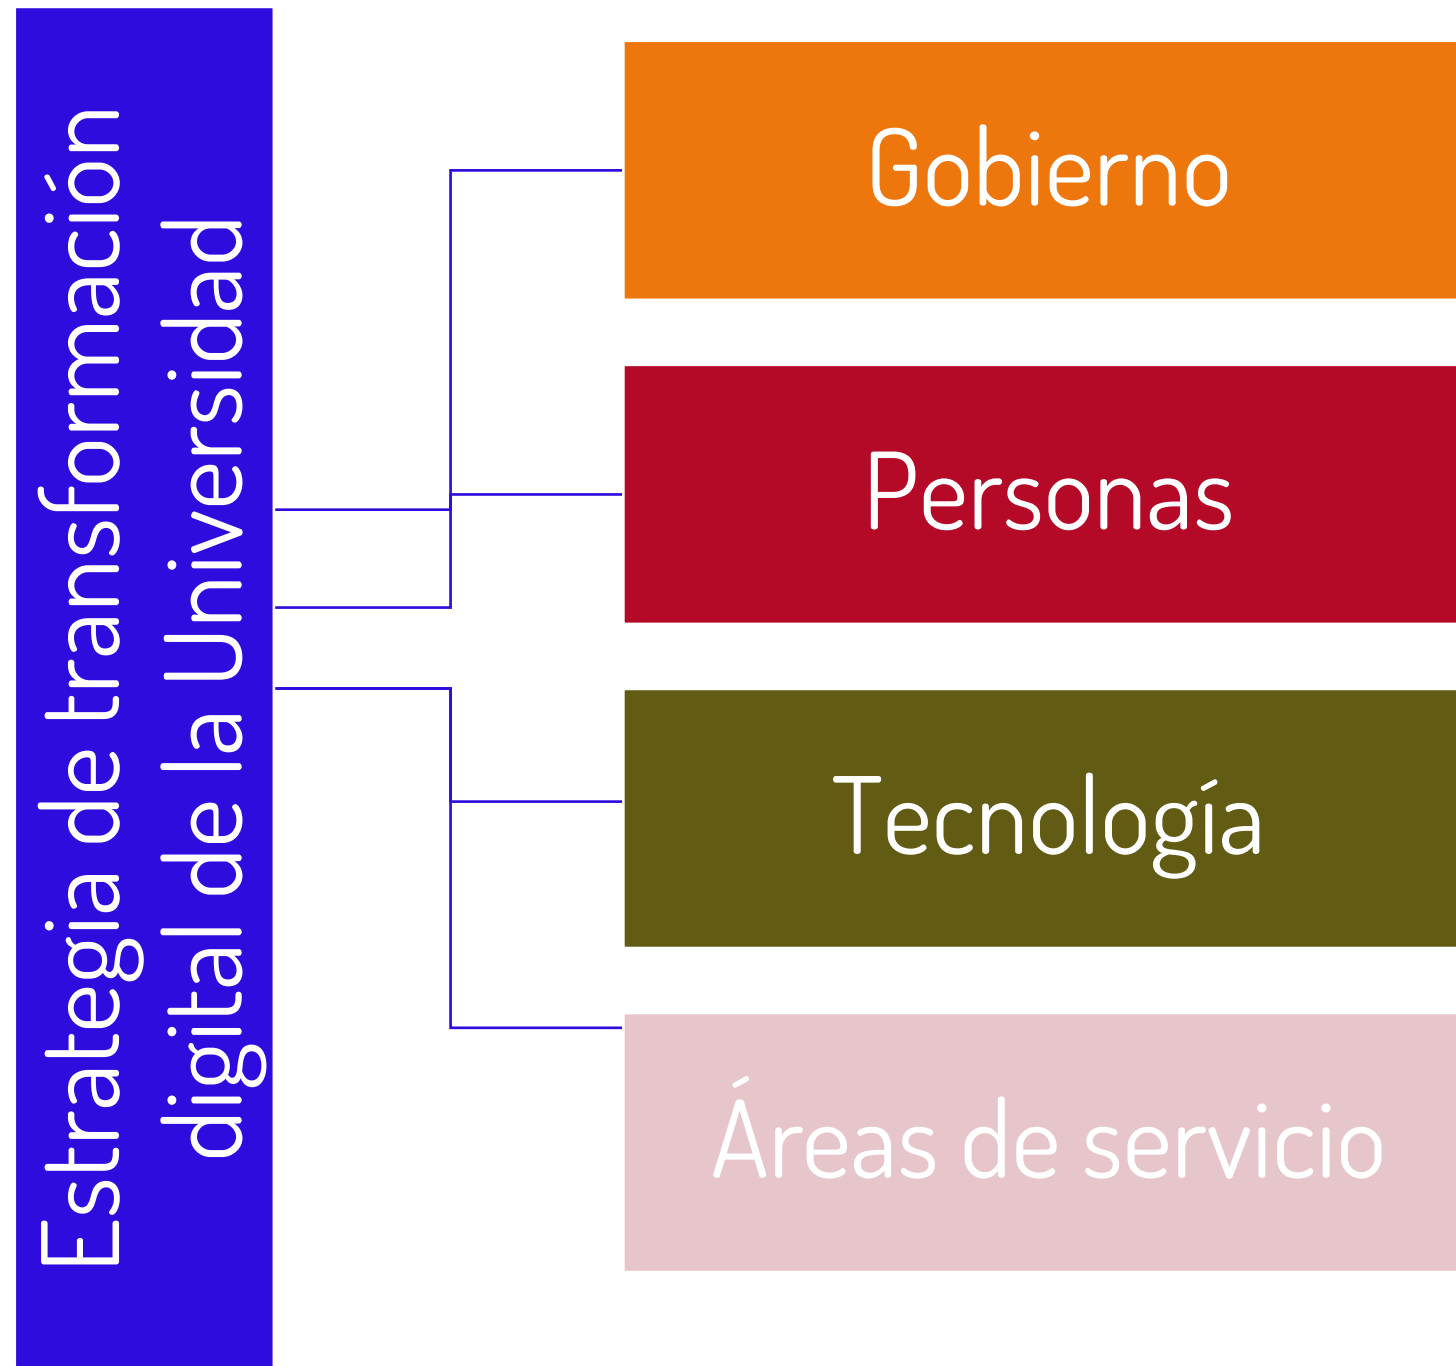 Estrategia de transformación
digital de la Universidad
Gobierno
Personas
Tecnología
Áreas de servicio